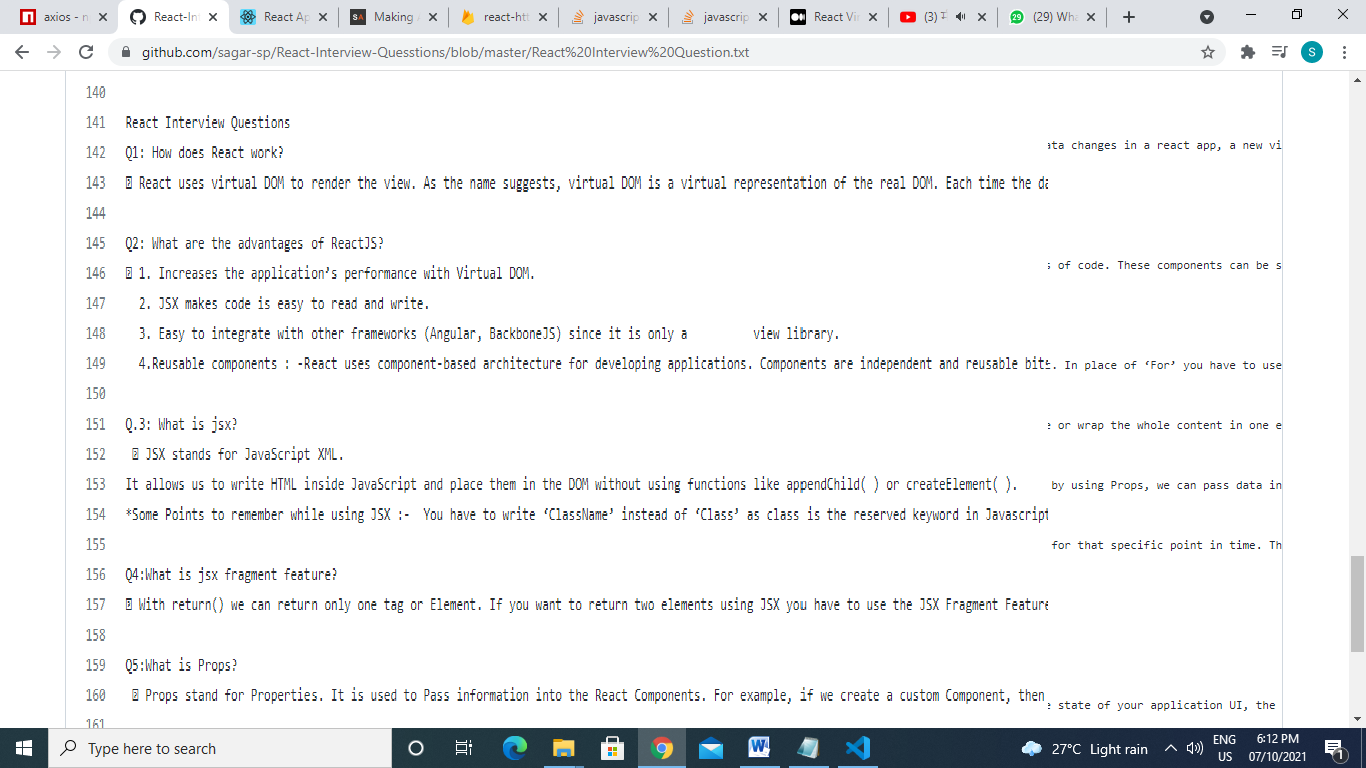 axios - n
React-Int
React Ap
Making A
react-htt
javascrip
javascrip
React Vir
(3)
(29) Wha
github.com/sagar-sp/React-Interview-Quesstions/blob/master/React%20Interview%20Question.txt
S
140
141 React Interview Questions
142 Q1: How does React work?
ata changes in a react app, a new vi
143 React uses virtual DOM to render the view. As the name suggests, virtual DOM is a virtual representation of the real DOM. Each time the da
144
145 Q2: What are the advantages of ReactJS?
146 1. Increases the application’s performance with Virtual DOM.
s of code. These components can be s
147 2. JSX makes code is easy to read and write.
148 3. Easy to integrate with other frameworks (Angular, BackboneJS) since it is only a view library.
149 4.Reusable components : -React uses component-based architecture for developing applications. Components are independent and reusable bits
. In place of ‘For’ you have to use
150
151 Q.3: What is jsx?
e or wrap the whole content in one e
152 JSX stands for JavaScript XML.
153 It allows us to write HTML inside JavaScript and place them in the DOM without using functions like appendChild( ) or createElement( ).
by using Props, we can pass data in
154 *Some Points to remember while using JSX :- You have to write ‘ClassName’ instead of ‘Class’ as class is the reserved keyword in Javascript
155
for that specific point in time. Th
156 Q4:What is jsx fragment feature?
157 With return() we can return only one tag or Element. If you want to return two elements using JSX you have to use the JSX Fragment Feature
158
159 Q5:What is Props?
160 Props stand for Properties. It is used to Pass information into the React Components. For example, if we create a custom Component, then
e state of your application UI, the
161
Type here to search
27°C Light rain
ENG
US
6:12 PM
07/10/2021
1